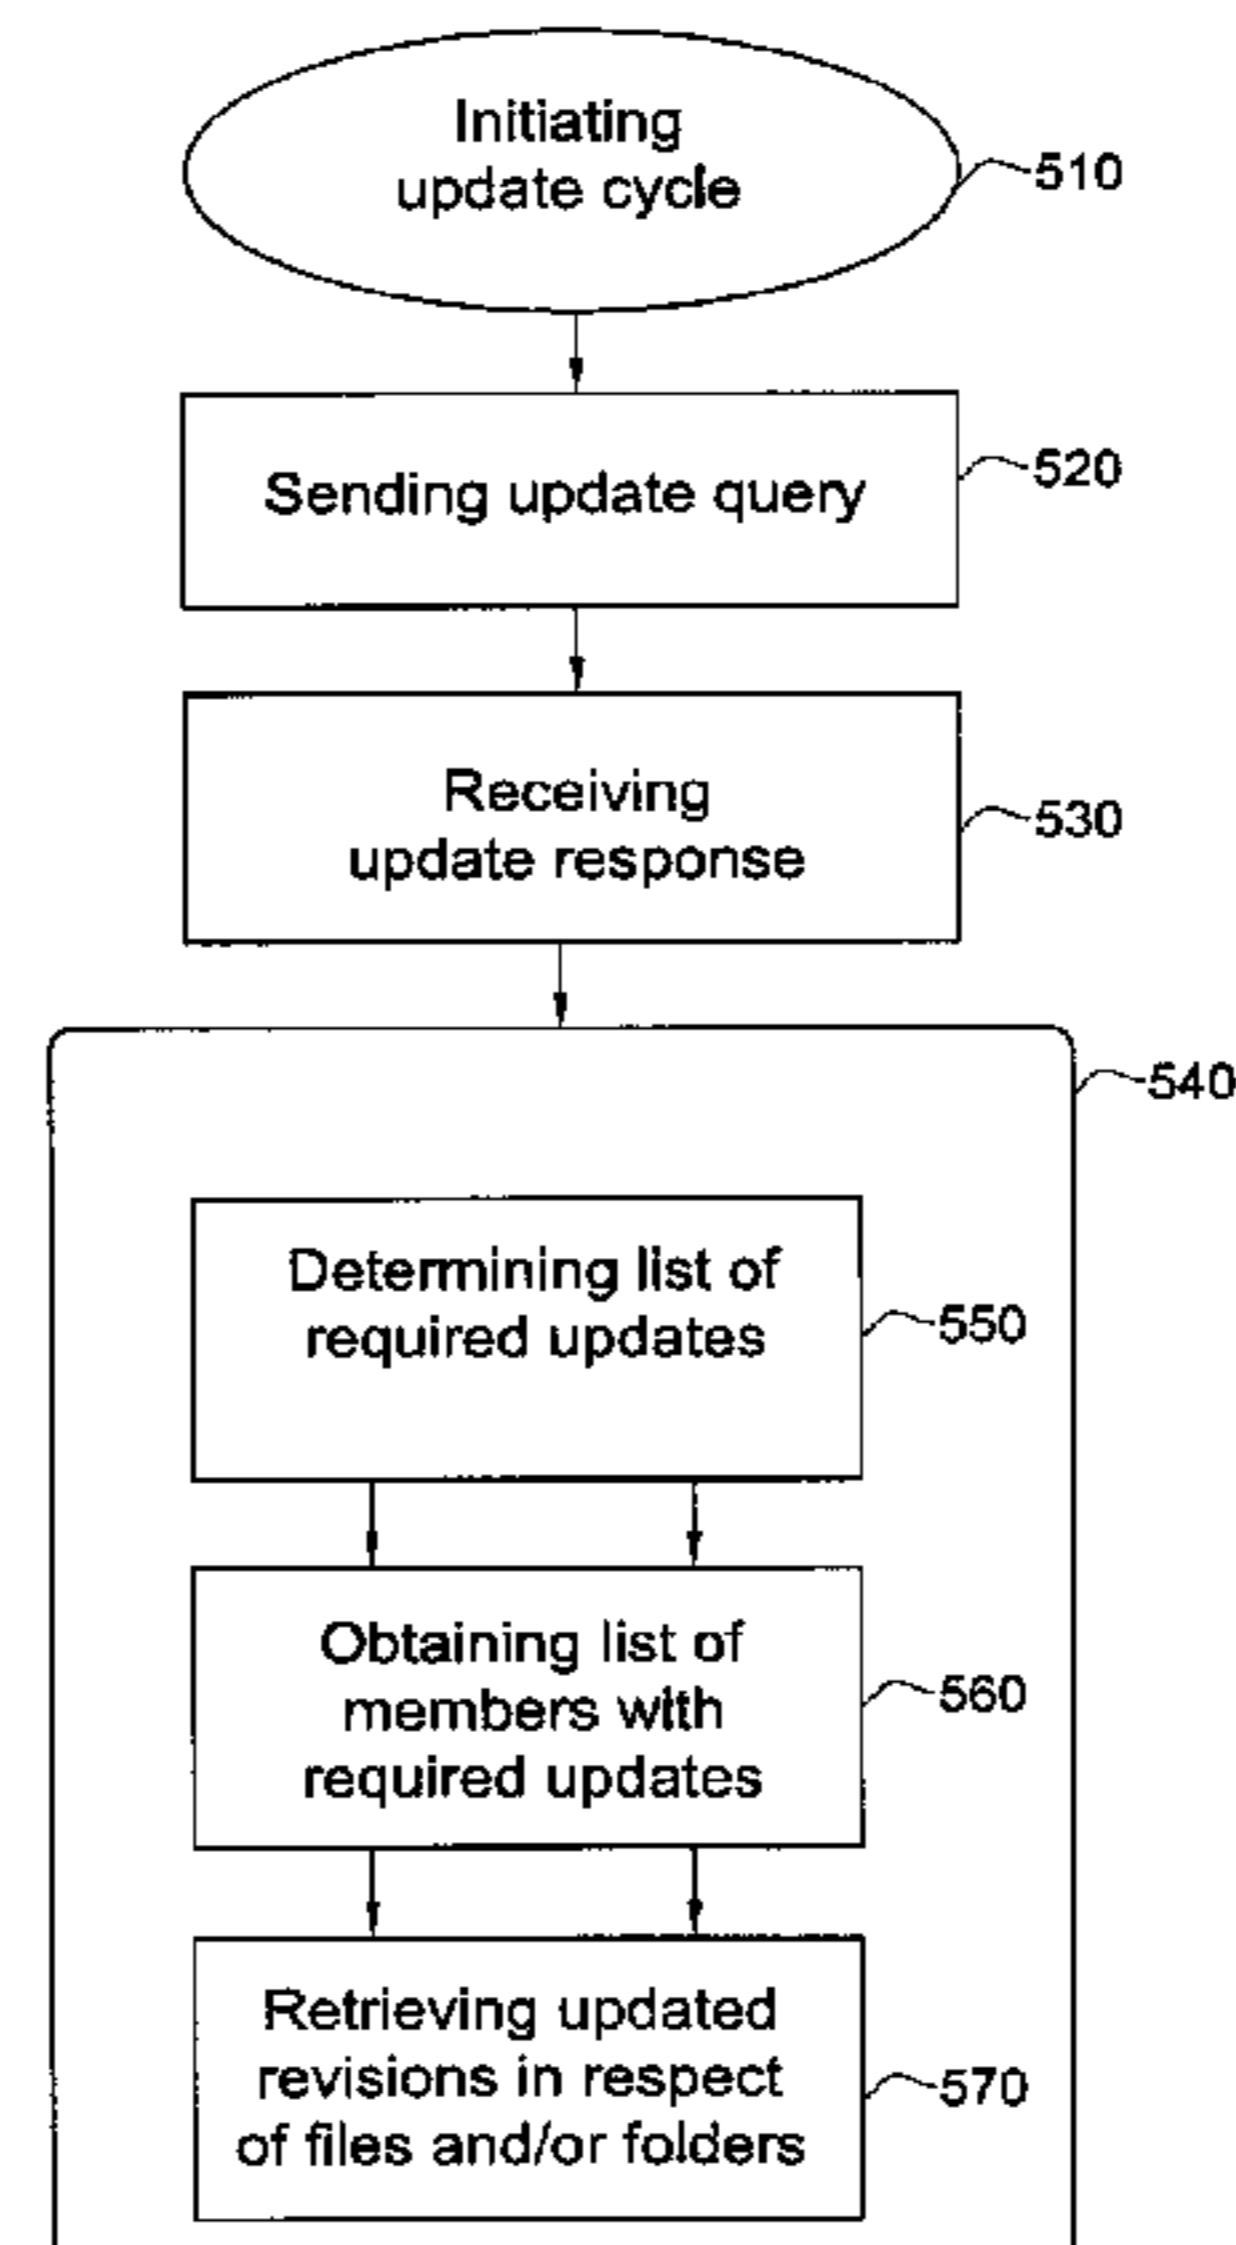 Initiating
update cycle
510
Sending update query
520
Receiving
update response
530
540
Determining list of
required updates
550
Obtaining list of
members with
required updates
560
Retrieving updated
revisions in respect
of files and/or folders
570